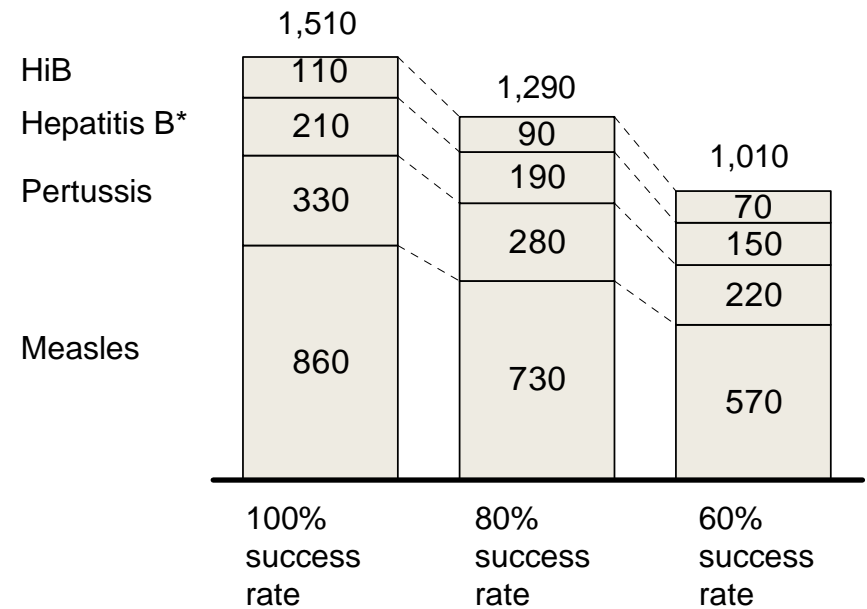 1,510
HiB
110
1,290
Hepatitis B*
210
90
1,010
Pertussis
330
190
70
280
150
220
Measles
860
730
570
100%
success
rate
80%
success
rate
60%
success
rate